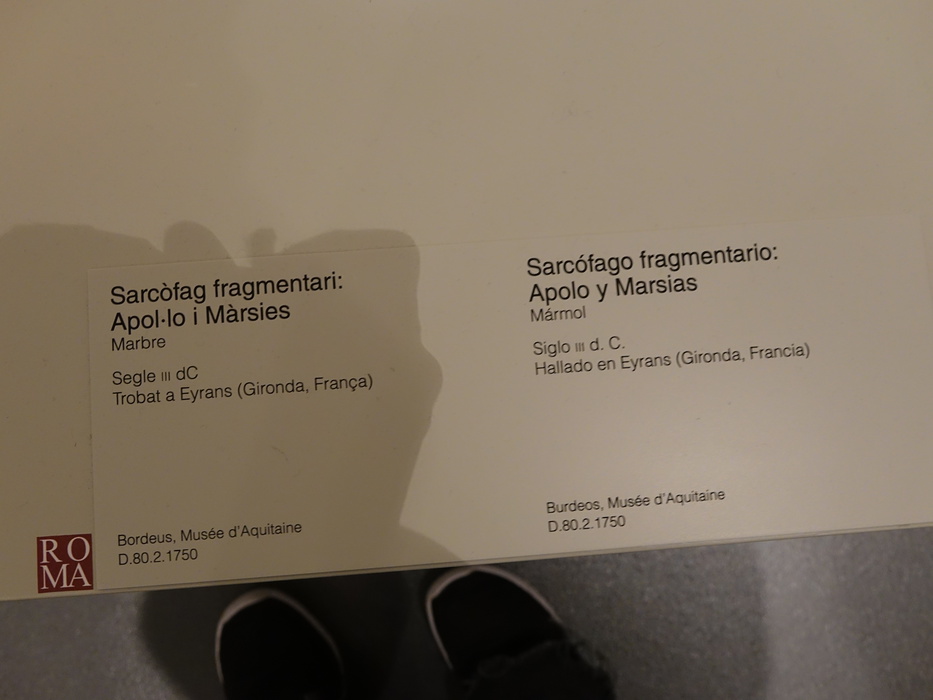 Sarcòfag fragmentari:
Apol·lo i Màrsies
Marbre
Segle III dC
Trobat a Eyrans (Gironda, França)
Bordeus, Musée d'Aquitaine
D.80.2.1750
Sarcófago fragmentario:
Apolo y Marsias
Mármol
Siglo III d. C.
Hallado en Eyrans (Gironda, Francia)
Burdeos, Musée d'Aquitaine
D.80.2.1750
RO
MA